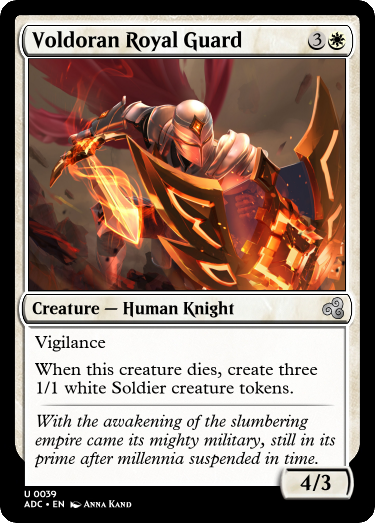 Voldoran Royal Guard 3
Creature — Human Knight
Vigilance
When this creature dies, create three
1/1 white Soldier creature tokens.
With the awakening of the slumbering
empire came its mighty military, still in its
prime after millennia suspended in time.
4/3
U 0039
ADC • EN Anna Kand